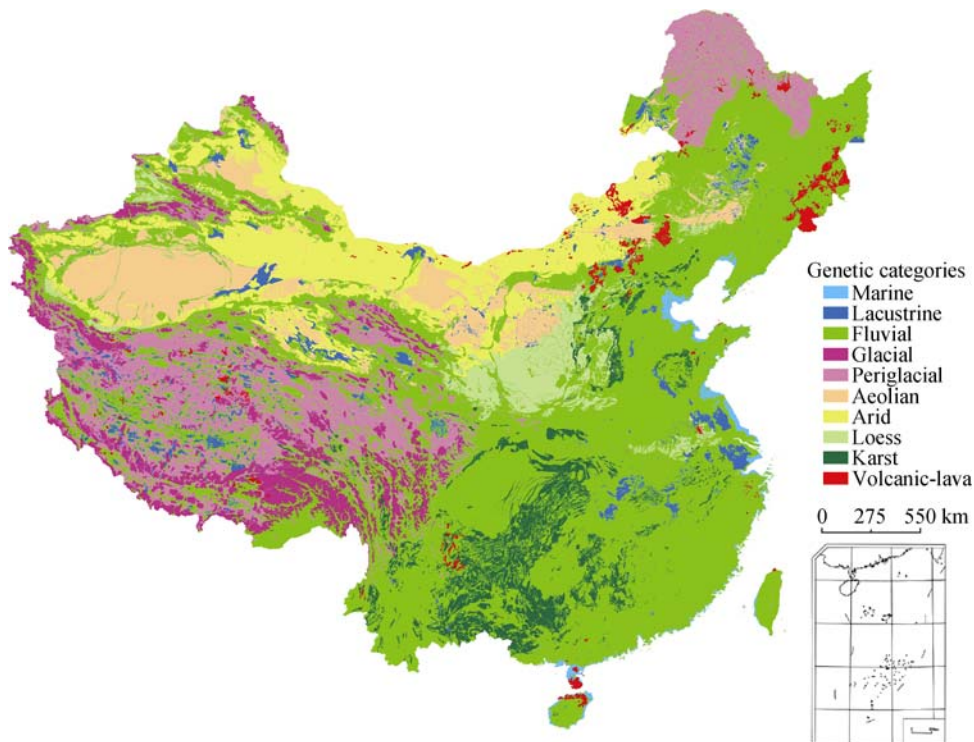 Genetic categories
Marine
Lacustrine
Fluvial
Glacial
Periglacial
Aeolian
Arid
Loess
Karst
Volcanic-lava
0 275 550 km